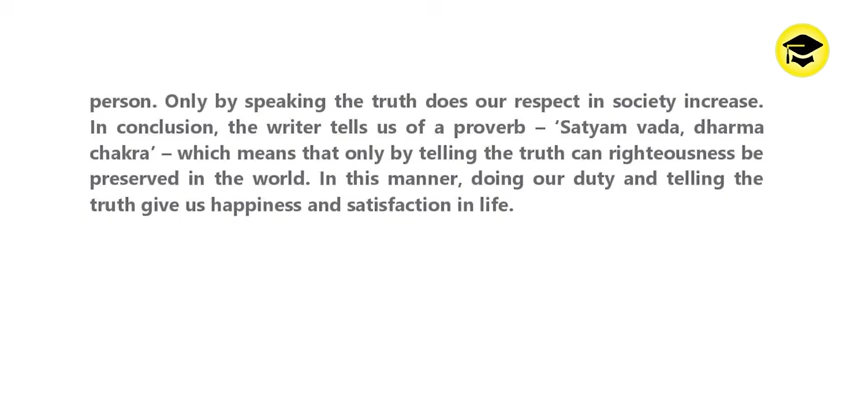 person. Only by speaking the truth does our respect in society increase.
In conclusion, the writer tells us of a proverb – ‘Satyam vada, dharma
chakra’ – which means that only by telling the truth can righteousness be
preserved in the world. In this manner, doing our duty and telling the
truth give us happiness and satisfaction in life.